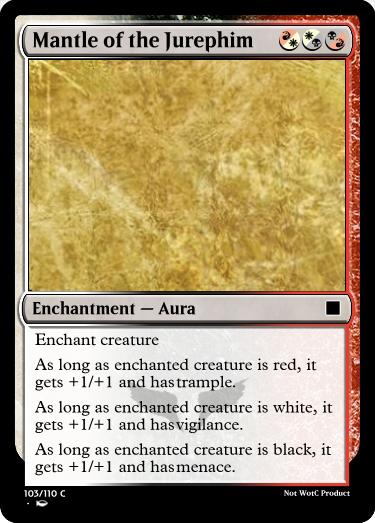 Mantle of the Jurephim
Enchantment — Aura
Enchant creature
As long as enchanted creature is red, it
gets +1/+1 and hastrample.
As long as enchanted creature is white, it
gets +1/+1 and hasvigilance.
As long as enchanted creature is black, it
gets +1/+1 and hasmenace.
103/110 C
Not WotC Product